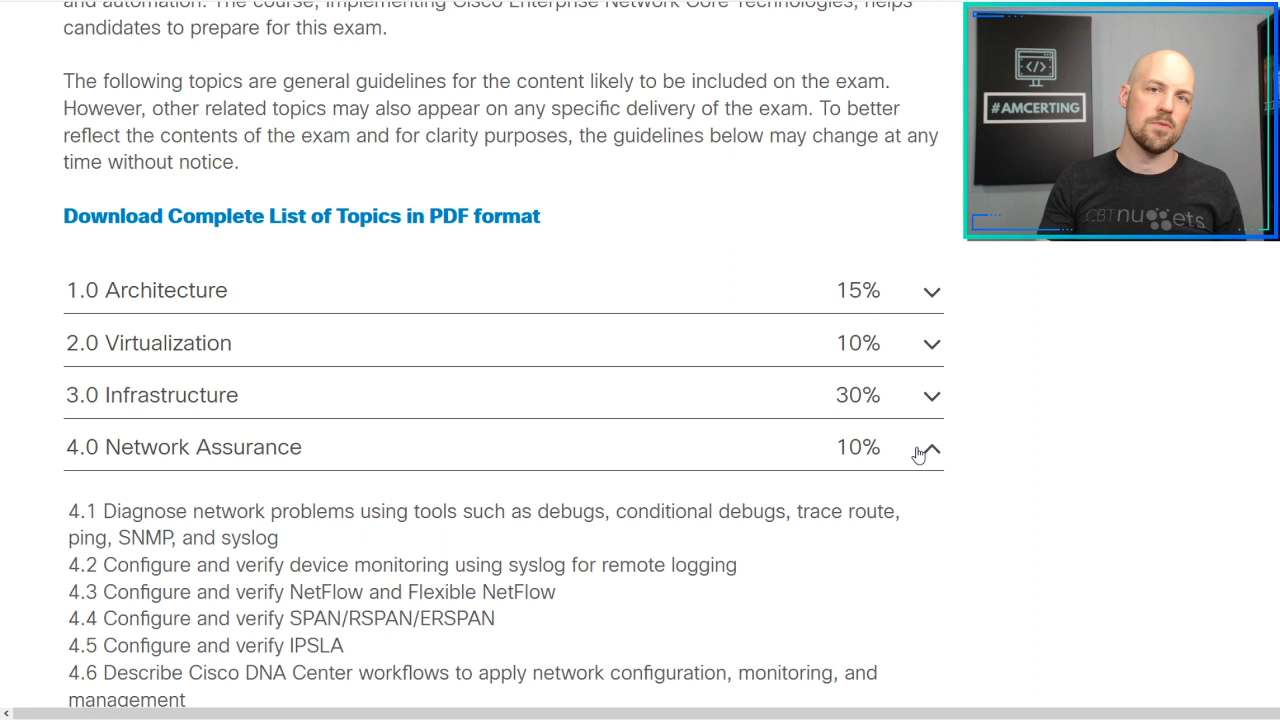 and automation. The course, Implementing Cisco Enterprise Network Core Technologies, helps
candidates to prepare for this exam.
The following topics are general guidelines for the content likely to be included on the exam.
However, other related topics may also appear on any specific delivery of the exam. To better
reflect the contents of the exam and for clarity purposes, the guidelines below may change at any
time without notice.
Download Complete List of Topics in PDF format
1.0 Architecture 15%
2.0 Virtualization 10%
3.0 Infrastructure 30%
4.0 Network Assurance 10%
4.1 Diagnose network problems using tools such as debugs, conditional debugs, trace route,
ping, SNMP, and syslog
4.2 Configure and verify device monitoring using syslog for remote logging
4.3 Configure and verify NetFlow and Flexible NetFlow
4.4 Configure and verify SPAN/RSPAN/ERSPAN
4.5 Configure and verify IPSLA
4.6 Describe Cisco DNA Center workflows to apply network configuration, monitoring, and
management
</>
#AMCERTING
CBTnuggets